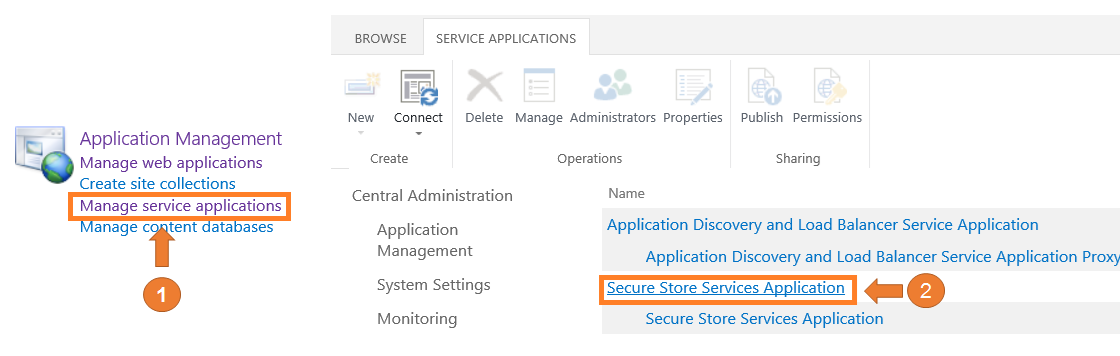 Application Management
Manage web applications
Create site collections
Manage service applications
Manage content databases
1
BROWSE SERVICE APPLICATIONS
New Connect Delete Manage Administrators Properties Publish Permissions
Create Operations Sharing
Central Administration
Application
Management
System Settings
Monitoring
Name
Application Discovery and Load Balancer Service Application
Application Discovery and Load Balancer Service Application Proxy
Secure Store Services Application
2
Secure Store Services Application